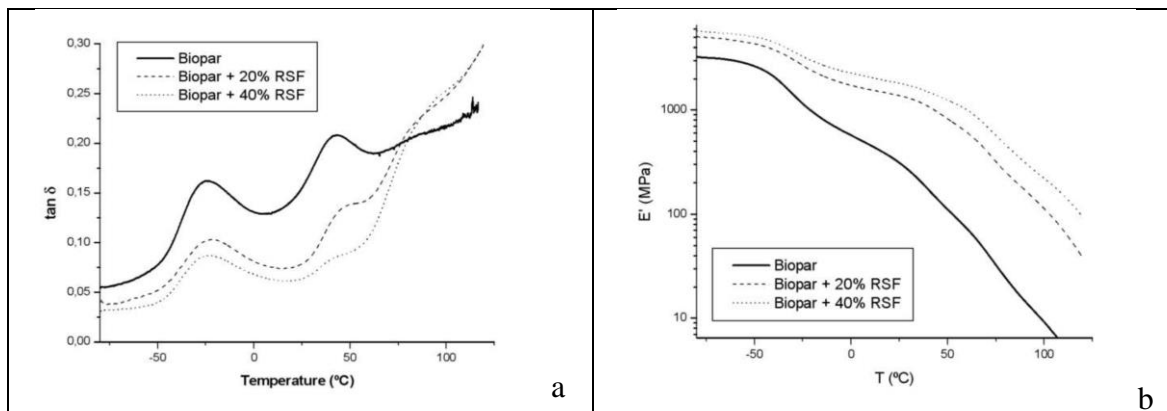 0,30
0,25
0,20
0,15
0,10
0,05
0,00
tan δ
Biopar
Biopar + 20% RSF
Biopar + 40% RSF
-50
0
50
100
Temperature (ºC)
a
1000
100
10
E' (MPa)
Biopar
Biopar + 20% RSF
Biopar + 40% RSF
-50
0
50
100
T (ºC)
b